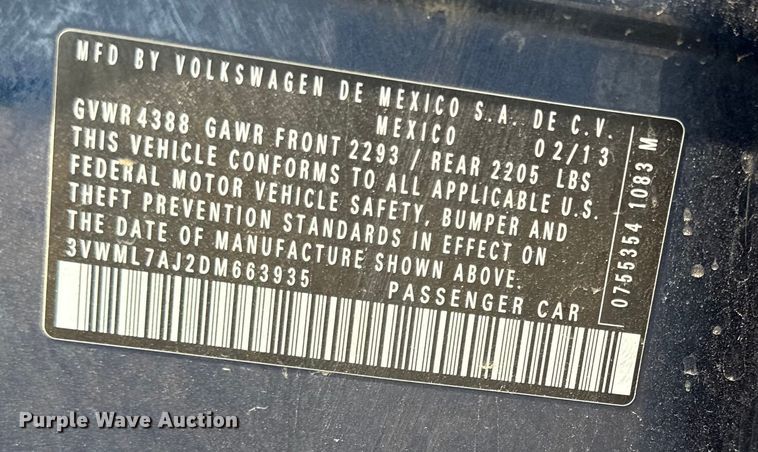 MFD BY VOLKSWAGEN DE MEXICO S.A. DE C.V.
MEXICO 02/13
GVWR 4388 GAWR FRONT 2293 / REAR 2205 LBS
THIS VEHICLE CONFORMS TO ALL APPLICABLE U.S.
FEDERAL MOTOR VEHICLE SAFETY, BUMPER AND
THEFT PREVENTION STANDARDS IN EFFECT ON
THE DATE OF MANUFACTURE SHOWN ABOVE.
3VWML7AJ2DM663935
PASSENGER CAR
0755354 1083 M
Purple Wave Auction